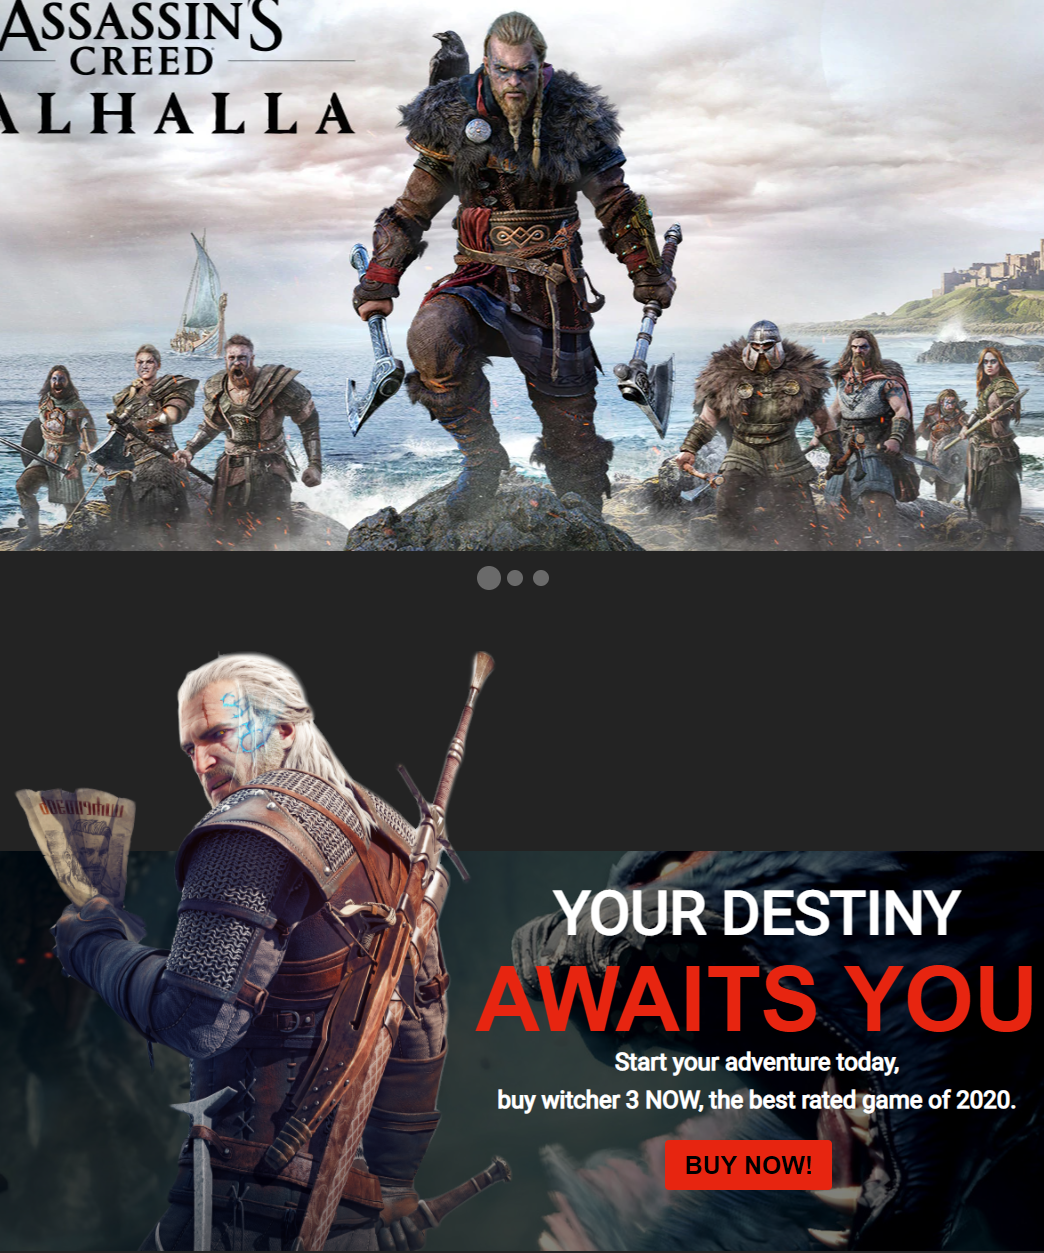 ASSASSIN'S
CREED
ALHALLA
YOUR DESTINY
AWAITS YOU
Start your adventure today,
buy witcher 3 NOW, the best rated game of 2020.
BUY NOW!